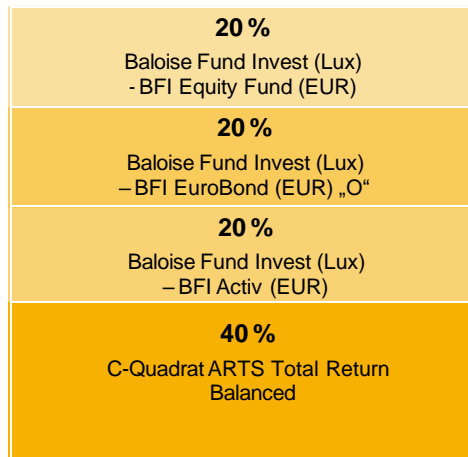 20 %
Baloise Fund Invest (Lux)
- BFI Equity Fund (EUR)
20 %
Baloise Fund Invest (Lux)
– BFI EuroBond (EUR) „O“
20 %
Baloise Fund Invest (Lux)
– BFI Activ (EUR)
40 %
C-Quadrat ARTS Total Return
Balanced